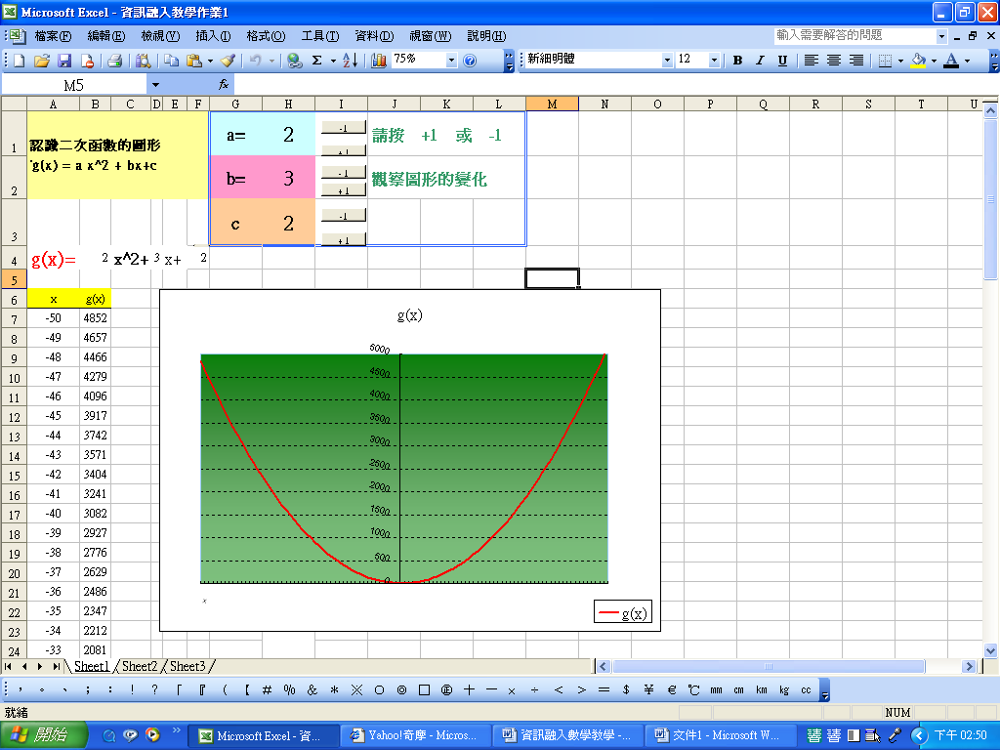 Microsoft Excel - 資訊融入教學作業1
檔案(F) 編輯(E) 檢視(V) 插入(I) 格式(O) 工具(T) 資料(D) 視窗(W) 說明(H) 輸入需要解答的問題
75% 新細明體 12 B I U
M5 fx
A B C D E F G H I J K L M N O P Q R S T U
1 認識二次函數的圖形 a= 2 -1 請按 +1 或 -1
g(x) = a x^2 + bx+c +1
2 b= 3 -1 觀察圖形的變化
+1
3 c 2 -1
+1
4 g(x)= 2 x^2+ 3 x+ 2
5
6 x g(x)
7 -50 4852
8 -49 4657
9 -48 4466
10 -47 4279
11 -46 4096
12 -45 3917
13 -44 3742
14 -43 3571
15 -42 3404
16 -41 3241
17 -40 3082
18 -39 2927
19 -38 2776
20 -37 2629
21 -36 2486
22 -35 2347
23 -34 2212
24 -33 2081
g(x)
5000
4500
4000
3500
3000
2500
2000
1500
1000
500
0
x
g(x)
Sheet1 Sheet2 Sheet3
， 。 、 ； ： ！ ？ 「 『 （ 【 # % & * ※ ○ ◎ □ ㊣ + - × ÷ < > = $ ¥ € ℃ mm cm km kg cc
就緒 NUM
開始 Microsoft Excel - 資... Yahoo!奇摩 - Micros... 資訊融入數學教學 -... 文件1 - Microsoft W... 下午 02:50